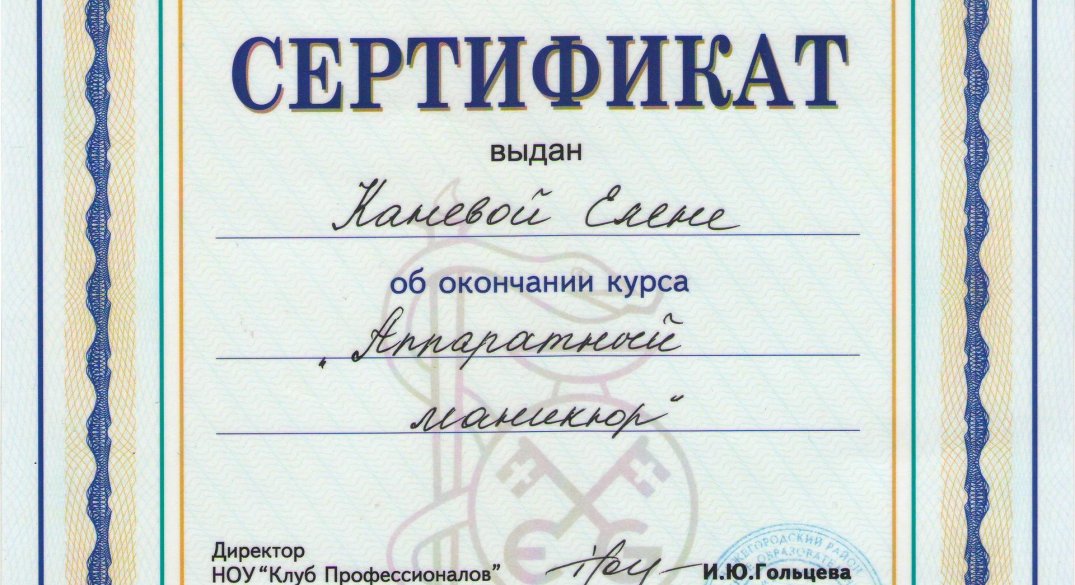 СЕРТИФИКАТ
выдан
Каневой Елене
об окончании курса
„Аппаратный
маникюр“
Директор
НОУ “Клуб Профессионалов”
И.Ю.Гольцева